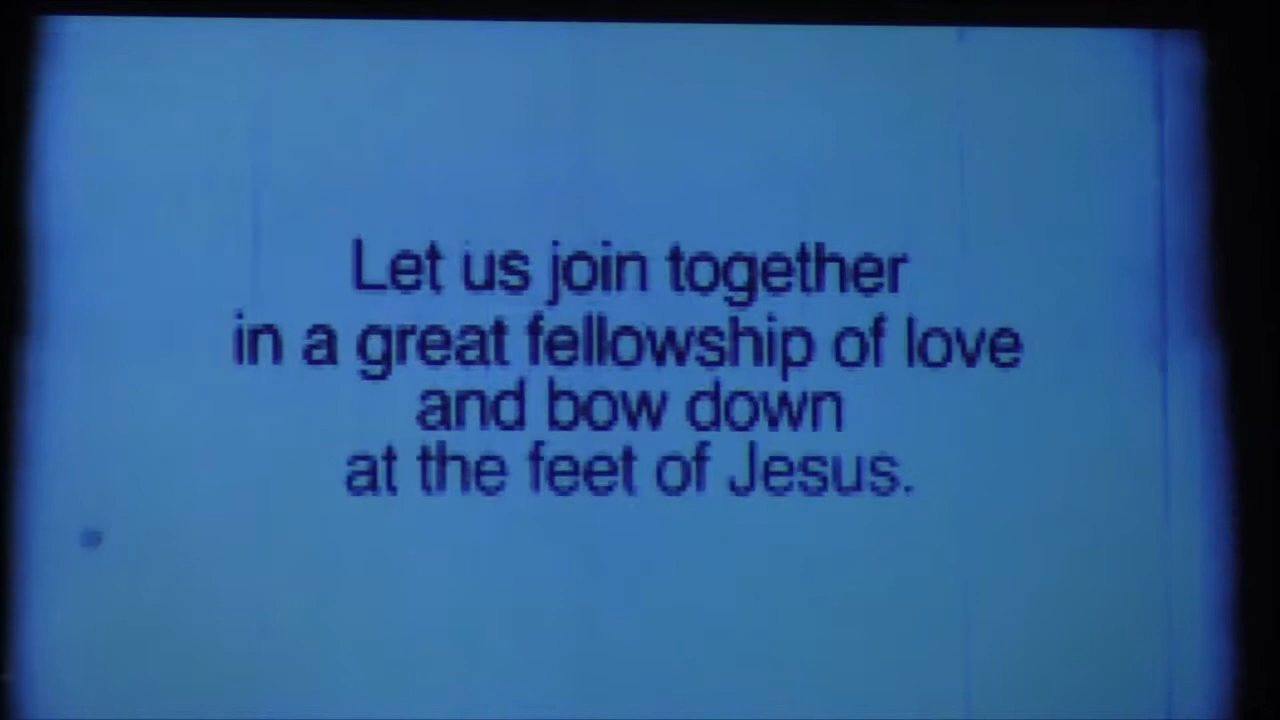 Let us join together
in a great fellowship of love
and bow down
at the feet of Jesus.